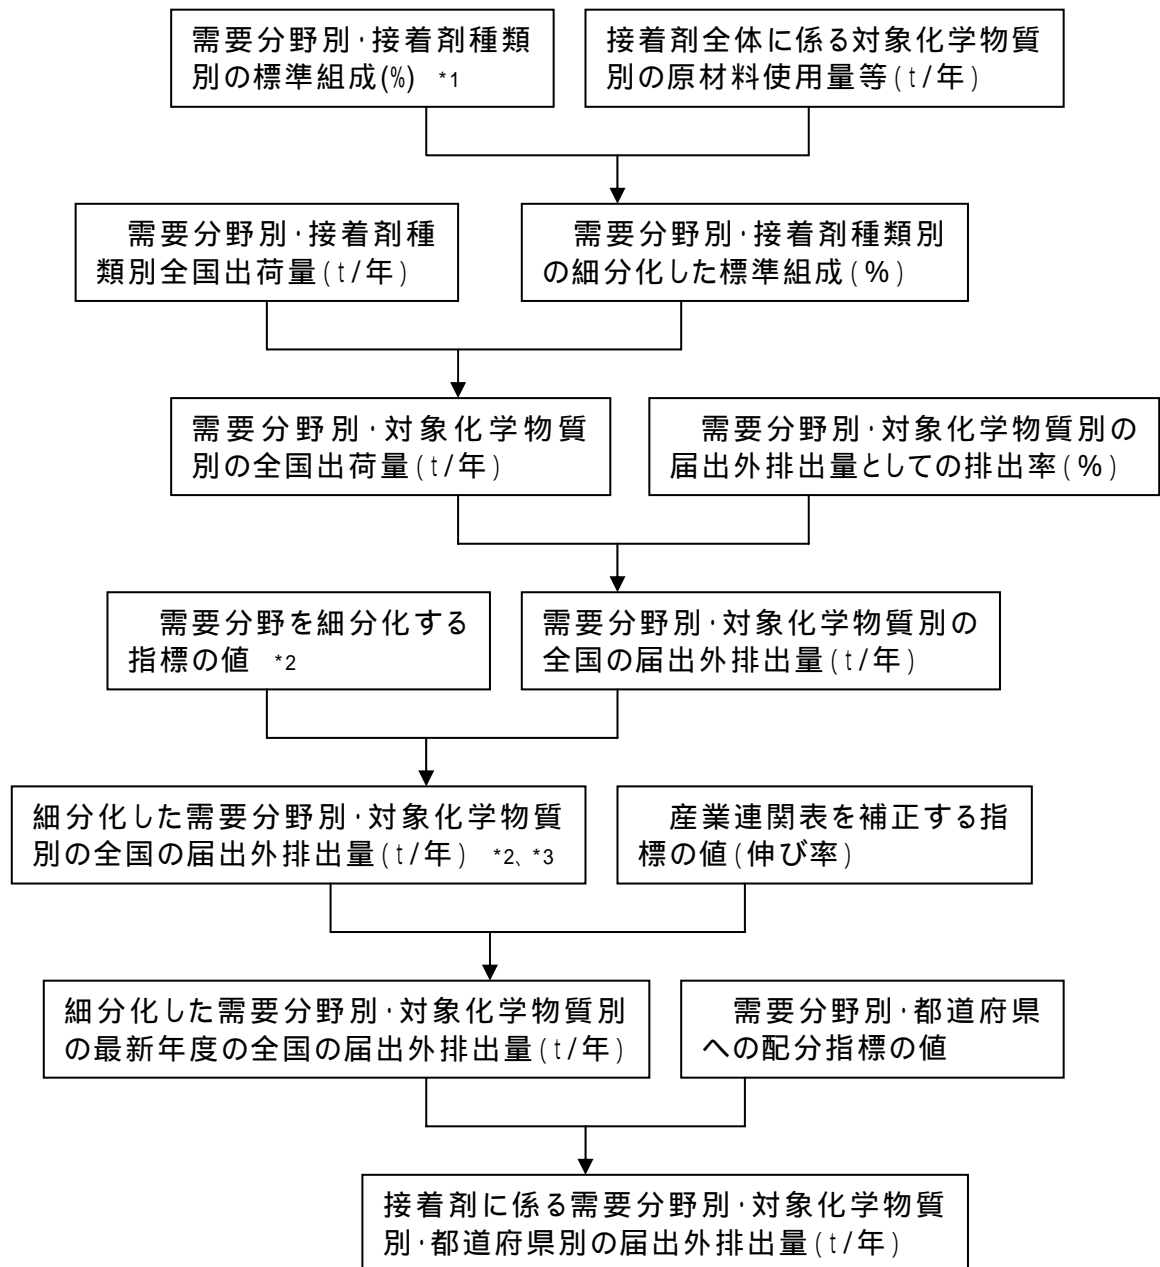 需要分野別・接着剤種類
別の標準組成(%) *1
接着剤全体に係る対象化学物質
別の原材料使用量等(t/年)
需要分野別・接着剤種
類別全国出荷量(t/年)
需要分野別・接着剤種類別
の細分化した標準組成(%)
需要分野別・対象化学物質
別の全国出荷量(t/年)
需要分野別・対象化学物質別の
届出外排出量としての排出率(%)
需要分野を細分化する
指標の値 *2
需要分野別・対象化学物質別の
全国の届出外排出量(t/年)
細分化した需要分野別・対象化学物質
別の全国の届出外排出量(t/年) *2、*3
産業連関表を補正する指
標の値(伸び率)
細分化した需要分野別・対象化学物質別
の最新年度の全国の届出外排出量(t/年)
需要分野別・都道府県
への配分指標の値
接着剤に係る需要分野別・対象化学物質
別・都道府県別の届出外排出量(t/年)